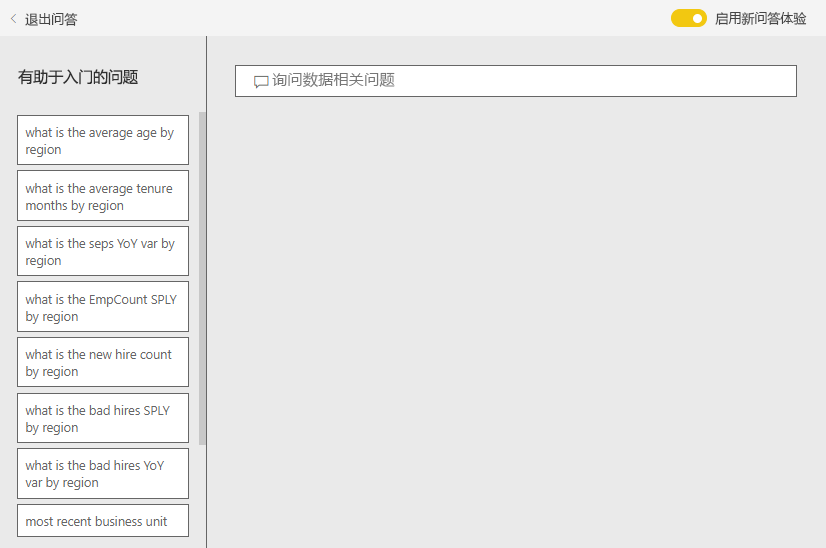 退出问答
启用新问答体验
有助于入门的问题
询问数据相关问题
what is the average age by
region
what is the average tenure
months by region
what is the seps YoY var by
region
what is the EmpCount SPLY
by region
what is the new hire count
by region
what is the bad hires SPLY
by region
what is the bad hires YoY
var by region
most recent business unit